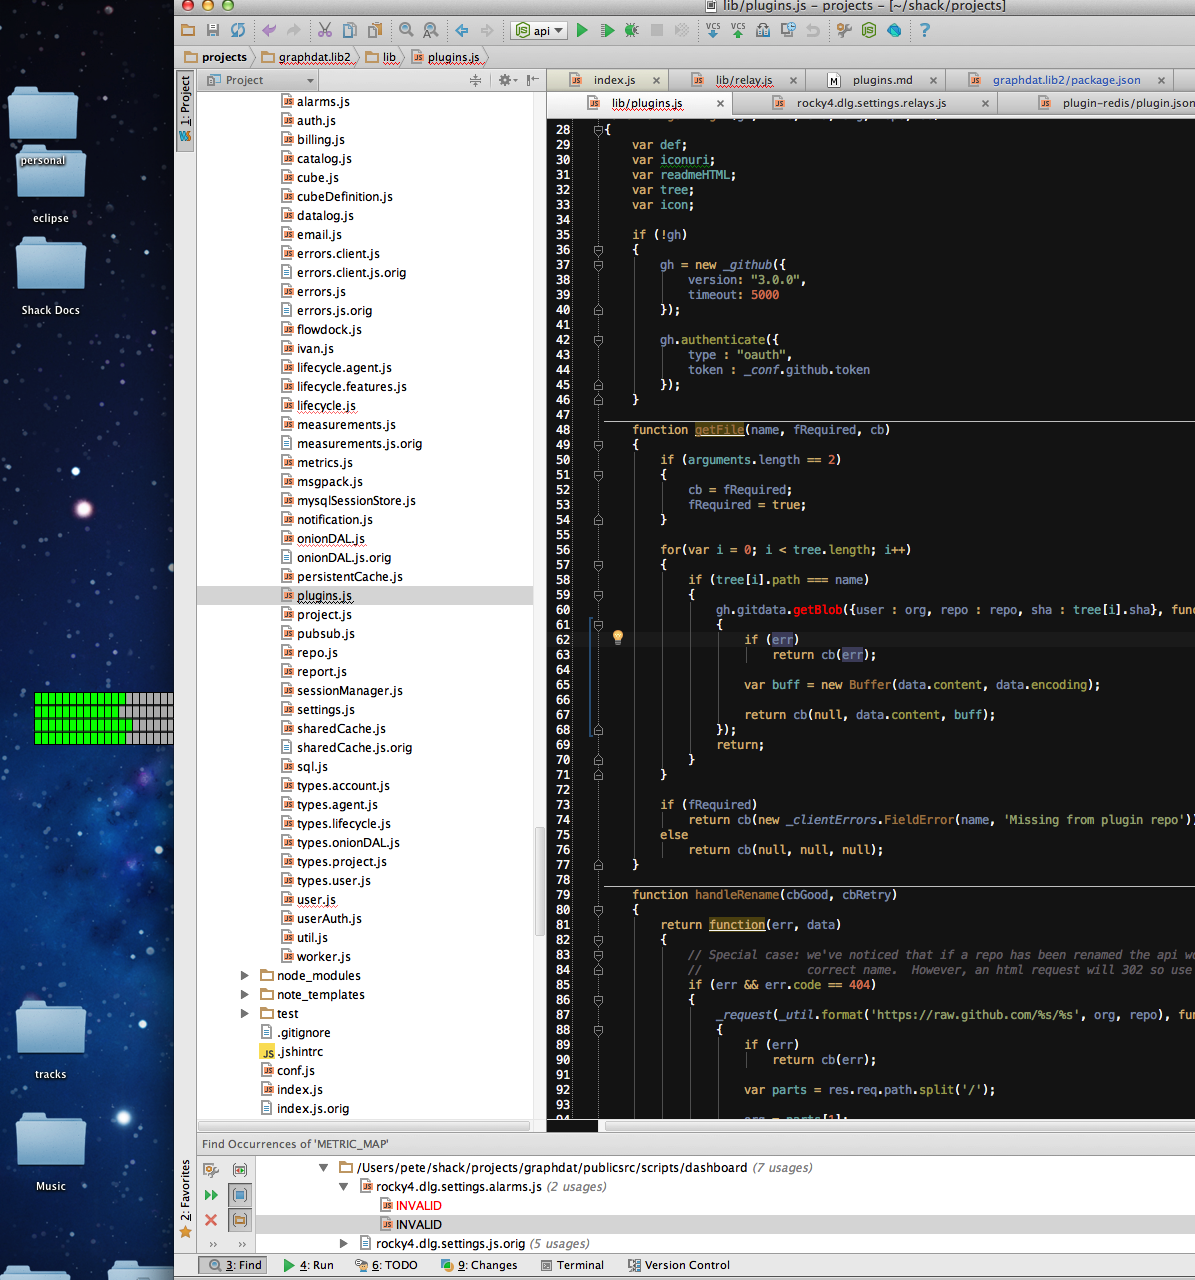 lib/plugins.js – projects – [~/shack/projects]
api
VCS
VCS
projects
graphdat.lib2
lib
plugins.js
1: Project
Project
index.js
lib/relay.js
plugins.md
graphdat.lib2/package.json
lib/plugins.js
rocky4.dlg.settings.relays.js
plugin-redis/plugin.json
personal
eclipse
Shack Docs
tracks
Music
alarms.js
auth.js
billing.js
catalog.js
cube.js
cubeDefinition.js
datalog.js
email.js
errors.client.js
errors.client.js.orig
errors.js
errors.js.orig
flowdock.js
ivan.js
lifecycle.agent.js
lifecycle.features.js
lifecycle.js
measurements.js
measurements.js.orig
metrics.js
msgpack.js
mysqlSessionStore.js
notification.js
onionDAL.js
onionDAL.js.orig
persistentCache.js
plugins.js
project.js
pubsub.js
repo.js
report.js
sessionManager.js
settings.js
sharedCache.js
sharedCache.js.orig
sql.js
types.account.js
types.agent.js
types.lifecycle.js
types.onionDAL.js
types.project.js
types.user.js
user.js
userAuth.js
util.js
worker.js
node_modules
note_templates
test
.gitignore
.jshintrc
conf.js
index.js
index.js.orig
28 {
29 var def;
30 var iconuri;
31 var readmeHTML;
32 var tree;
33 var icon;
34
35 if (!gh)
36 {
37 gh = new _github({
38 version: "3.0.0",
39 timeout: 5000
40 });
41
42 gh.authenticate({
43 type : "oauth",
44 token : _conf.github.token
45 });
46 }
47
48 function getFile(name, fRequired, cb)
49 {
50 if (arguments.length == 2)
51 {
52 cb = fRequired;
53 fRequired = true;
54 }
55
56 for(var i = 0; i < tree.length; i++)
57 {
58 if (tree[i].path === name)
59 {
60 gh.gitdata.getBlob({user : org, repo : repo, sha : tree[i].sha}, func
61 {
62 if (err)
63 return cb(err);
64
65 var buff = new Buffer(data.content, data.encoding);
66
67 return cb(null, data.content, buff);
68 });
69 return;
70 }
71 }
72
73 if (fRequired)
74 return cb(new _clientErrors.FieldError(name, 'Missing from plugin repo'))
75 else
76 return cb(null, null, null);
77 }
78
79 function handleRename(cbGood, cbRetry)
80 {
81 return function(err, data)
82 {
83 // Special case: we've noticed that if a repo has been renamed the api wo
84 // correct name. However, an html request will 302 so use
85 if (err && err.code == 404)
86 {
87 _request(_util.format('https://raw.github.com/%s/%s', org, repo), fun
88 {
89 if (err)
90 return cb(err);
91
92 var parts = res.req.path.split('/');
93
94 org = parts[1];
Find Occurrences of 'METRIC_MAP'
2: Favorites
/Users/pete/shack/projects/graphdat/publicsrc/scripts/dashboard (7 usages)
rocky4.dlg.settings.alarms.js (2 usages)
INVALID
INVALID
rocky4.dlg.settings.js.orig (5 usages)
3: Find
4: Run
6: TODO
9: Changes
Terminal
Version Control